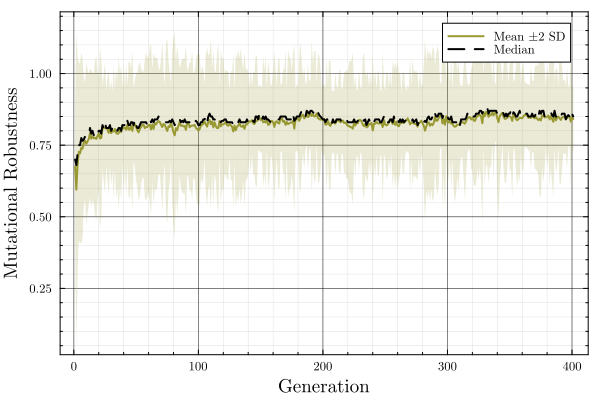 Mean ±2 SD
Median
1.00
0.75
0.50
0.25
Mutational Robustness
0 100 200 300 400
Generation